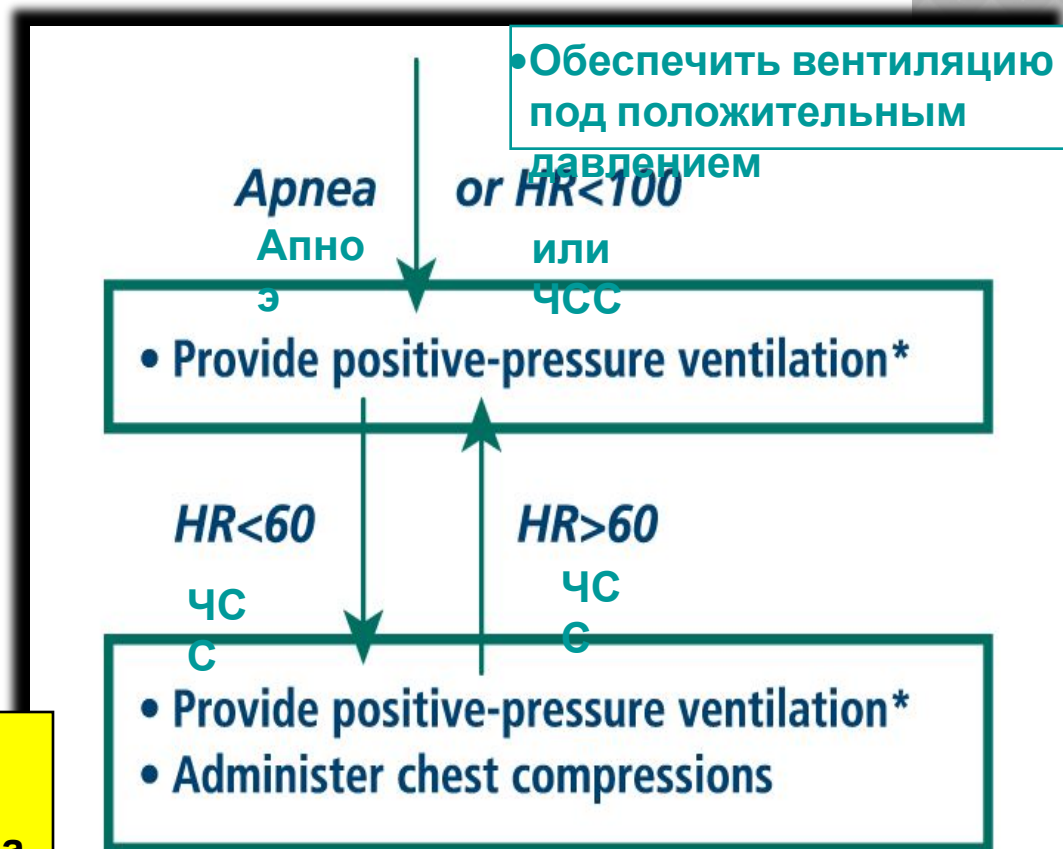 •Обеспечить вентиляцию
под положительным
давлением
Apnea or HR<100
Апно
э
или
ЧСС
• Provide positive-pressure ventilation*
HR<60 HR>60
ЧС
С
ЧС
С
• Provide positive-pressure ventilation*
• Administer chest compressions
а